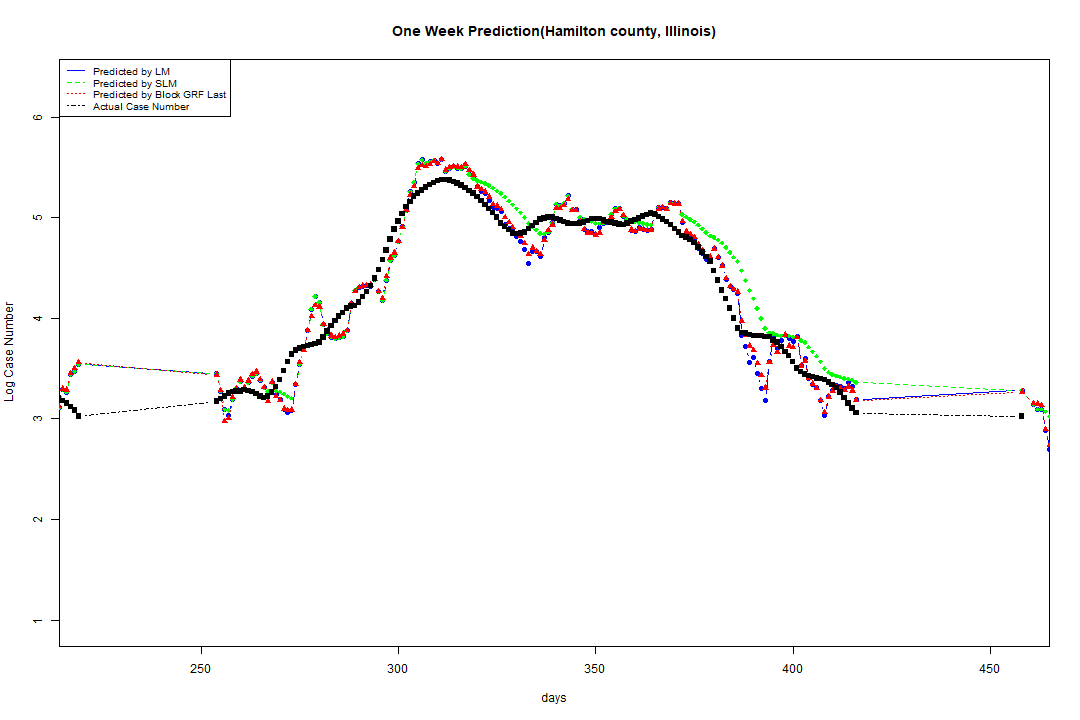 One Week Prediction(Hamilton county, Illinois)
Predicted by LM
Predicted by SLM
Predicted by Block GRF Last
Actual Case Number
6
5
4
3
2
1
Log Case Number
250
300
350
400
450
days